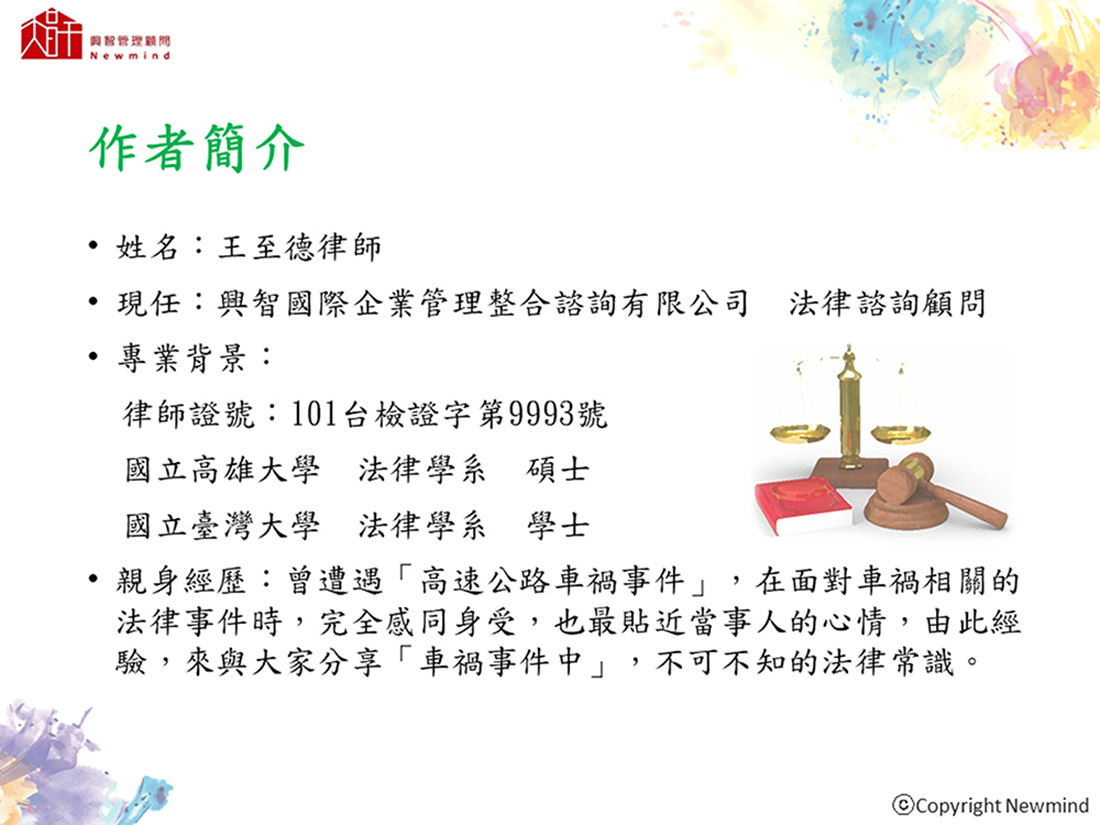 興智管理顧問
Newmind
作者簡介
• 姓名：王至德律師
• 現任：興智國際企業管理整合諮詢有限公司　法律諮詢顧問
• 專業背景：
律師證號：101台檢證字第9993號
國立高雄大學　法律學系　碩士
國立臺灣大學　法律學系　學士
• 親身經歷：曾遭遇「高速公路車禍事件」，在面對車禍相關的
法律事件時，完全感同身受，也最貼近當事人的心情，由此經
驗，來與大家分享「車禍事件中」，不可不知的法律常識。
ⓒCopyright Newmind